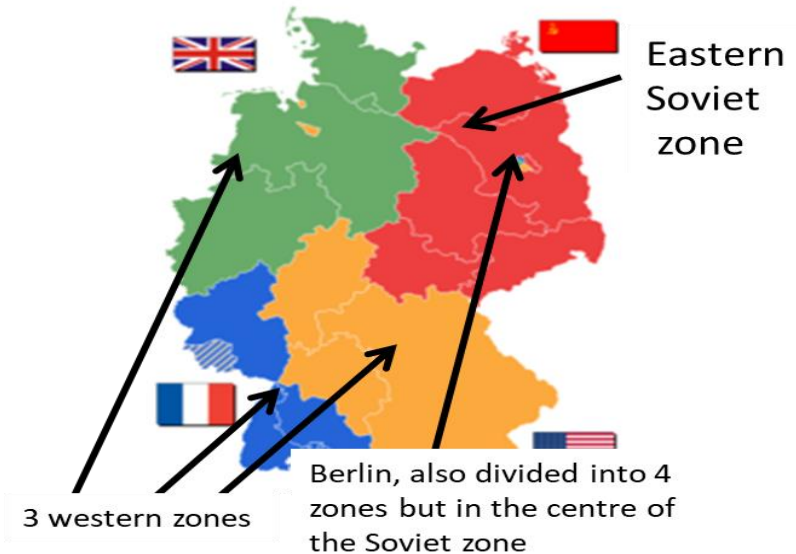 Eastern
Soviet
zone
3 western zones
Berlin, also divided into 4
zones but in the centre of
the Soviet zone